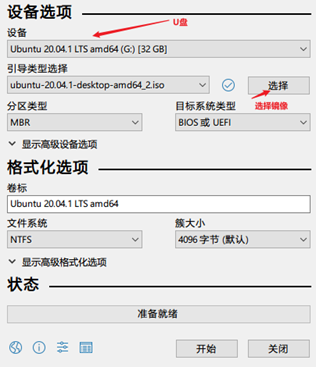 设备选项
U盘
设备
Ubuntu 20.04.1 LTS amd64 (G:) [32 GB]
引导类型选择
ubuntu-20.04.1-desktop-amd64_2.iso
选择
选择镜像
分区类型
目标系统类型
MBR
BIOS 或 UEFI
显示高级设备选项
格式化选项
卷标
Ubuntu 20.04.1 LTS amd64
文件系统
簇大小
NTFS
4096 字节 (默认)
显示高级格式化选项
状态
准备就绪
开始
关闭